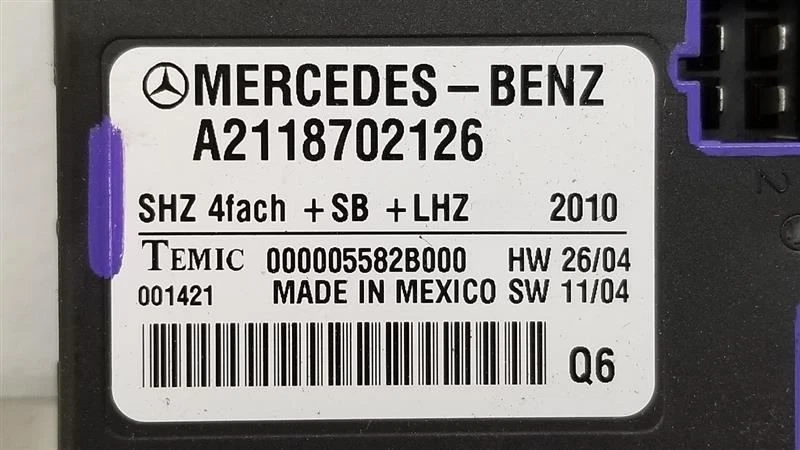 MERCEDES-BENZ
A2118702126
SHZ 4fach +SB +LHZ 2010
TEMIC 000005582B000 HW 26/04
001421 MADE IN MEXICO SW 11/04
Q6
2